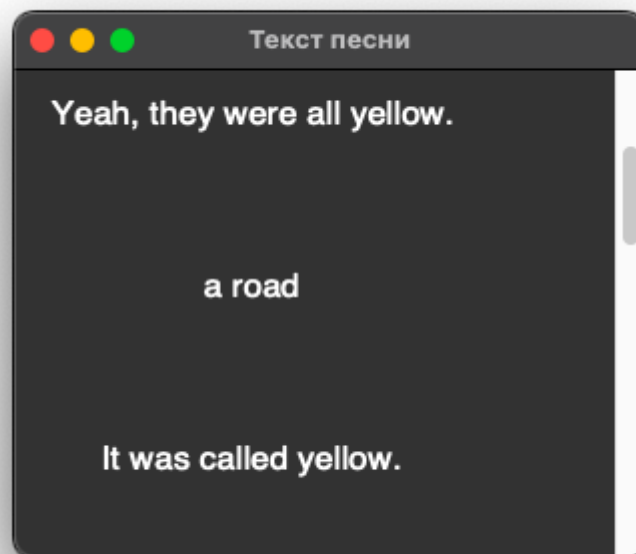 Текст песни
Yeah, they were all yellow.
a road
It was called yellow.